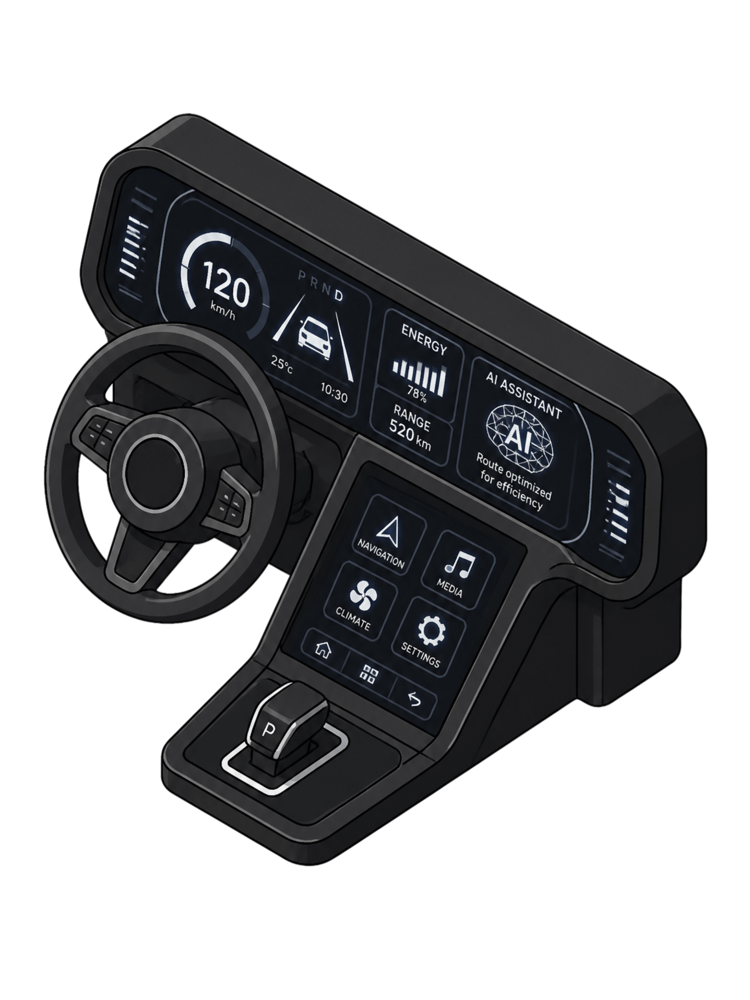 120
km/h
P R N D
25°c
10:30
ENERGY
78%
RANGE
520 km
AI ASSISTANT
AI
Route optimized
for efficiency
NAVIGATION
MEDIA
CLIMATE
SETTINGS
P